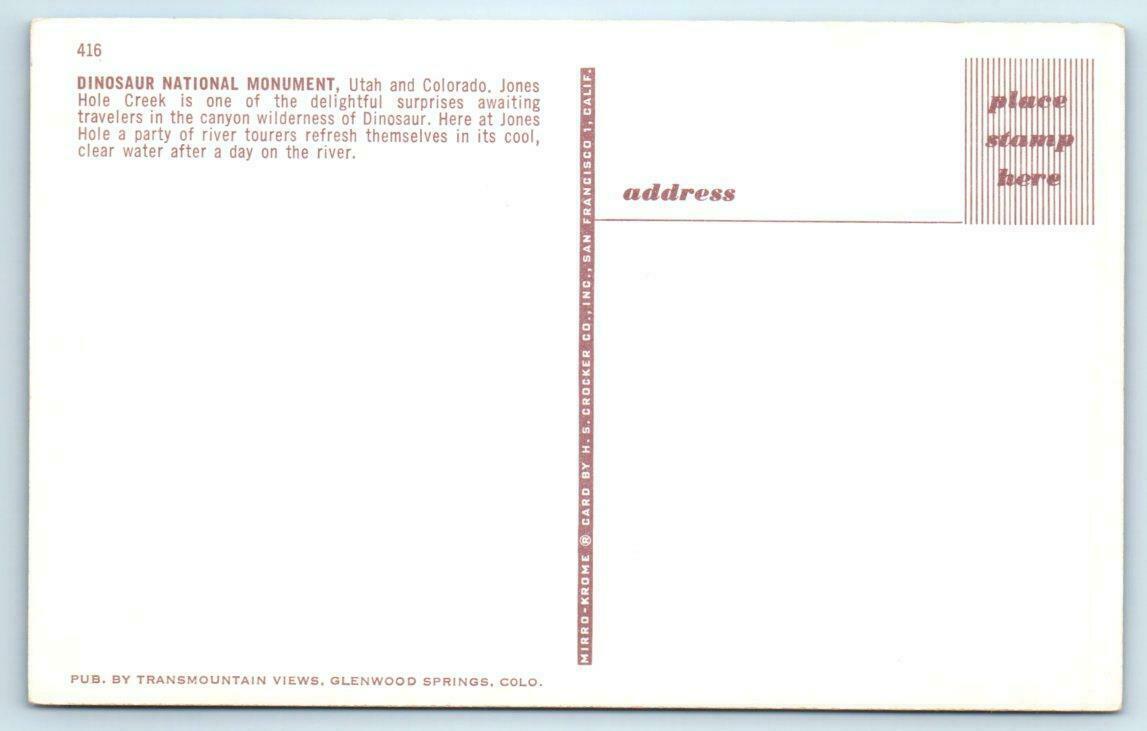 416
DINOSAUR NATIONAL MONUMENT, Utah and Colorado. Jones
Hole Creek is one of the delightful surprises awaiting
travelers in the canyon wilderness of Dinosaur. Here at Jones
Hole a party of river tourers refresh themselves in its cool,
clear water after a day on the river.
PUB. BY TRANSMOUNTAIN VIEWS, GLENWOOD SPRINGS, COLO.
MIRRO-KROME ® CARD BY H. S. CROCKER CO., INC., SAN FRANCISCO 1, CALIF.
place
stamp
here
address